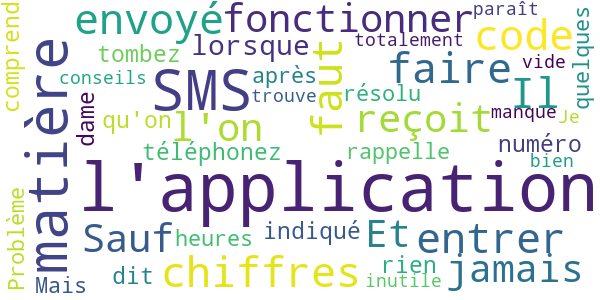 comprend
envoyé
fonctionner
paraît
code
quelques
tombez
lorsque
totalement
vide
matière
conseils
SMS
après
faut
faire
Il
trouve
résolu
manque
Je
dame
qu'on
l'on
reçoit
téléphonez
rappelle
numéro
bien
l'application
Problème
Sauf
heures
indiqué
Et
entrer
Mais
dit
chiffres
rien
inutile
jamais